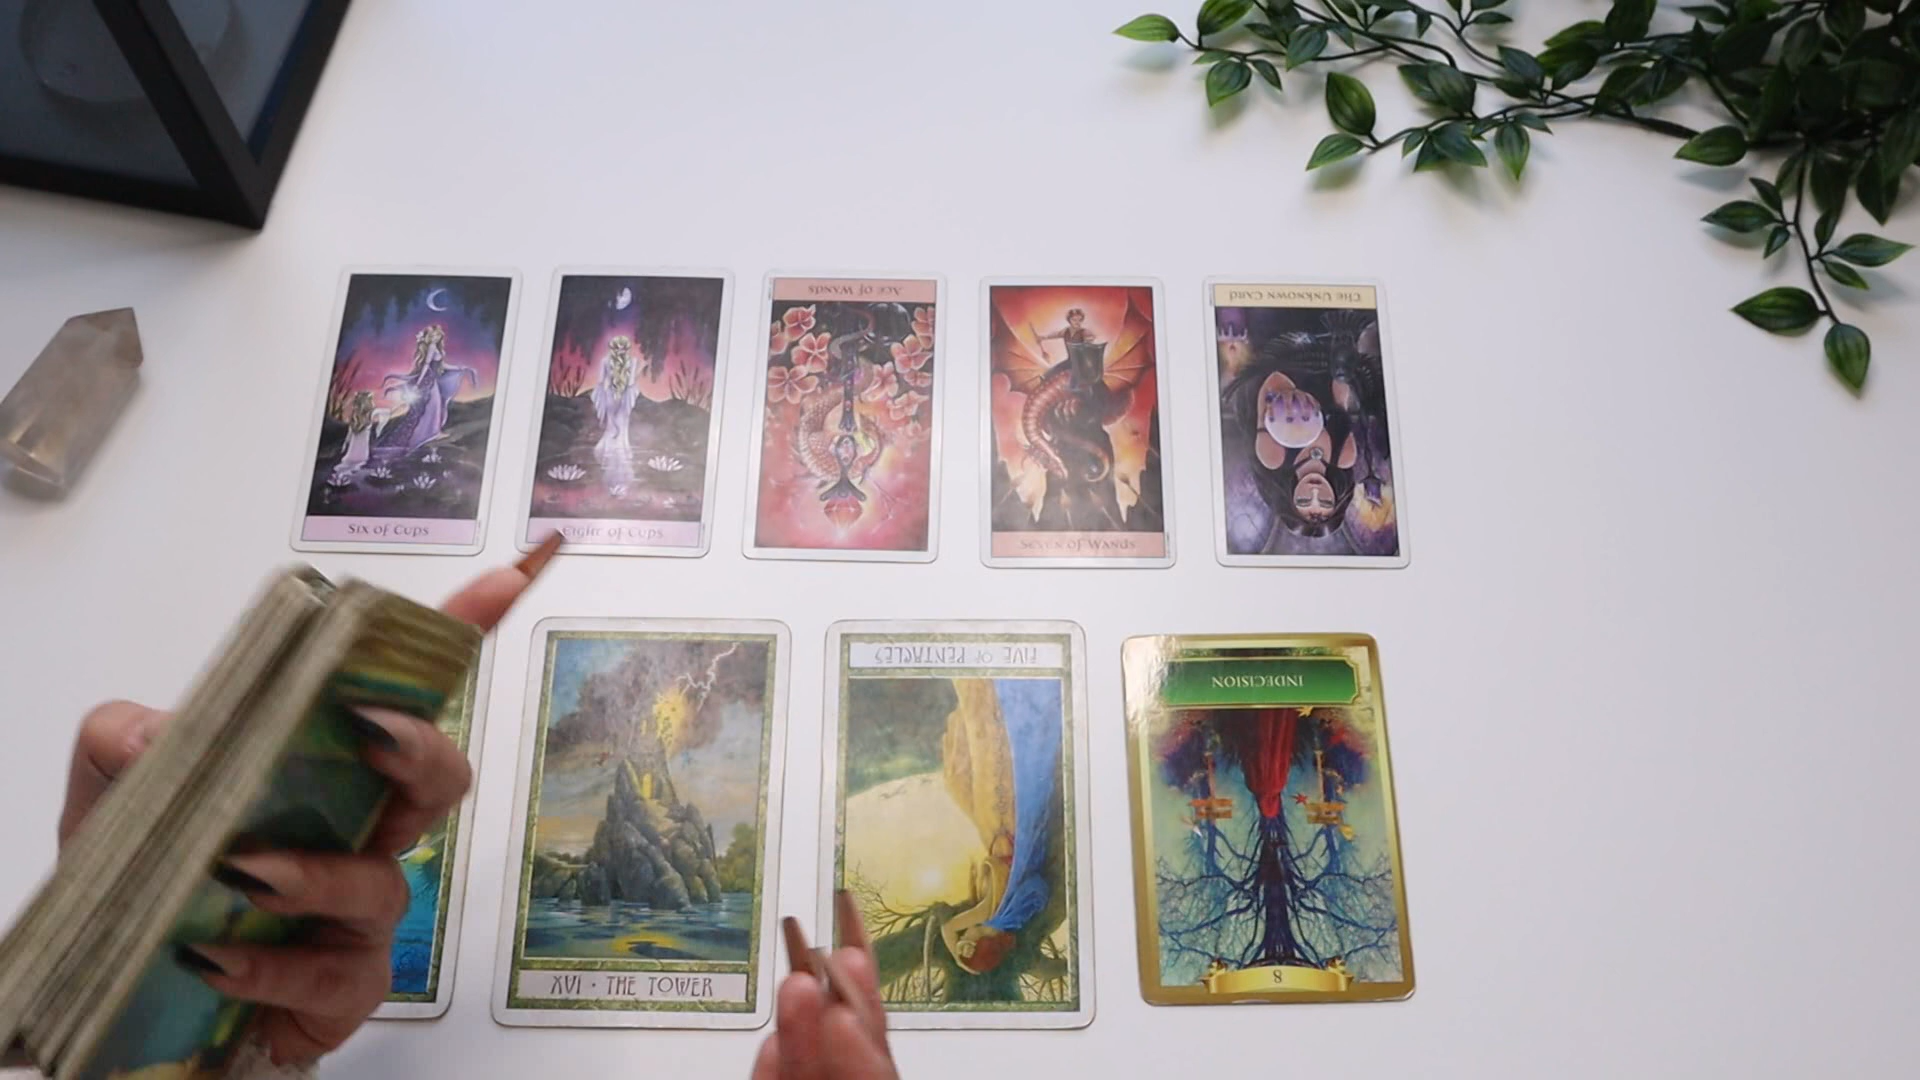 SIX OF CUPS
EIGHT OF CUPS
ACE OF WANDS
SEVEN OF WANDS
THE UNKNOWN CARD
XVI · THE TOWER
FIVE OF PENTACLES
INDECISION
8